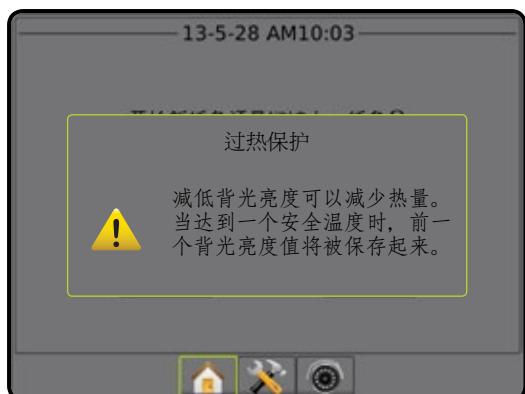 13-5-28 AM10:03
过热保护
减低背光亮度可以减少热量。
当达到一个安全温度时，前一
个背光亮度值将被保存起来。